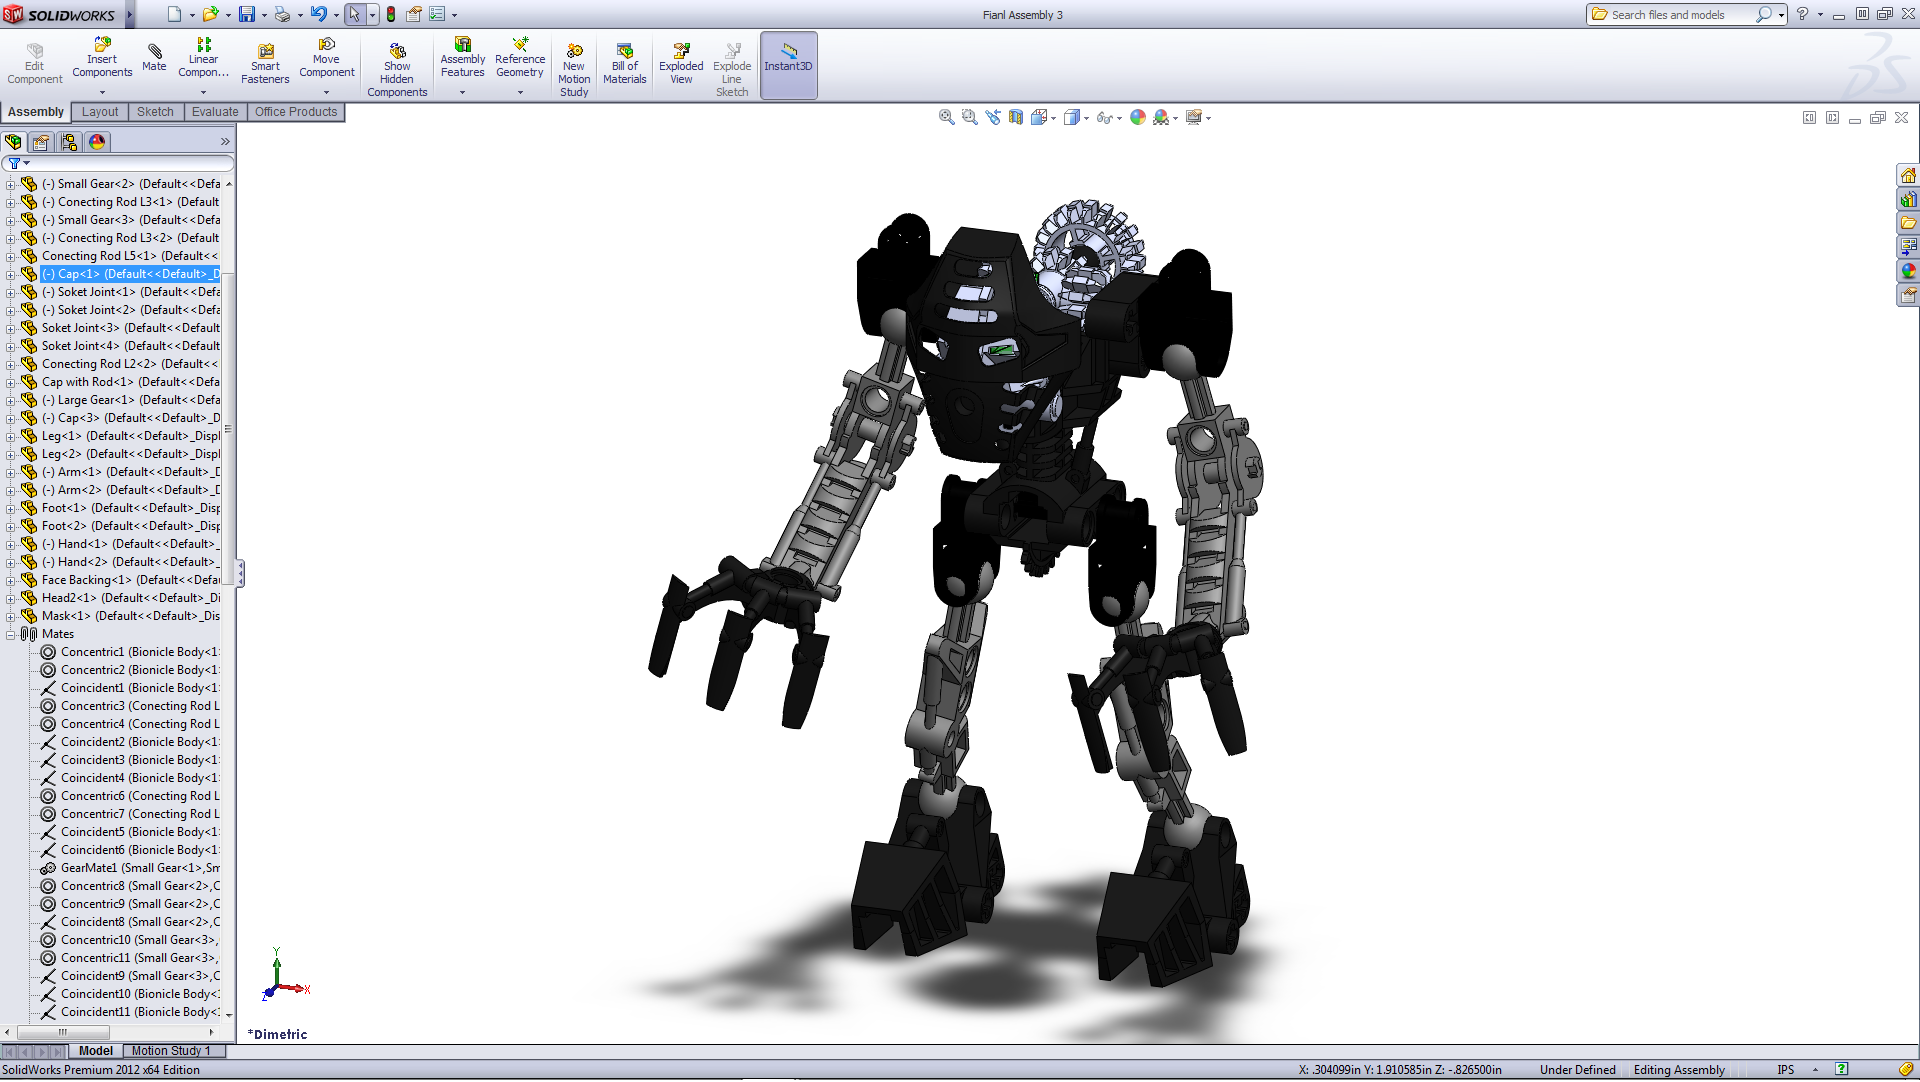 SOLIDWORKS
Fianl Assembly 3
Search files and models
Edit Component
Insert Components
Mate
Linear Compon...
Smart Fasteners
Move Component
Show Hidden Components
Assembly Features
Reference Geometry
New Motion Study
Bill of Materials
Exploded View
Explode Line Sketch
Instant3D
Assembly
Layout
Sketch
Evaluate
Office Products
(-) Small Gear<2> (Default<<Defa
(-) Conecting Rod L3<1> (Default
(-) Small Gear<3> (Default<<Defa
(-) Conecting Rod L3<2> (Default
Conecting Rod L5<1> (Default<<
(-) Cap<1> (Default<<Default>_D
(-) Soket Joint<1> (Default<<Defa
(-) Soket Joint<2> (Default<<Defa
Soket Joint<3> (Default<<Default
Soket Joint<4> (Default<<Default
Conecting Rod L2<2> (Default<<
Cap with Rod<1> (Default<<Defa
(-) Large Gear<1> (Default<<Defa
(-) Cap<3> (Default<<Default>_D
Leg<1> (Default<<Default>_Displ
Leg<2> (Default<<Default>_Displ
(-) Arm<1> (Default<<Default>_D
(-) Arm<2> (Default<<Default>_D
Foot<1> (Default<<Default>_Disp
Foot<2> (Default<<Default>_Disp
(-) Hand<1> (Default<<Default>_
(-) Hand<2> (Default<<Default>_
Face Backing<1> (Default<<Defau
Head2<1> (Default<<Default>_Di
Mask<1> (Default<<Default>_Dis
Mates
Concentric1 (Bionicle Body<1>
Concentric2 (Bionicle Body<1>
Coincident1 (Bionicle Body<1>
Concentric3 (Conecting Rod L
Concentric4 (Conecting Rod L
Coincident2 (Bionicle Body<1>
Coincident3 (Bionicle Body<1>
Coincident4 (Bionicle Body<1>
Concentric6 (Conecting Rod L
Concentric7 (Conecting Rod L
Coincident5 (Bionicle Body<1>
Coincident6 (Bionicle Body<1>
GearMate1 (Small Gear<1>,Sm
Concentric8 (Small Gear<2>,C
Concentric9 (Small Gear<2>,C
Coincident8 (Small Gear<2>,C
Concentric10 (Small Gear<3>,
Concentric11 (Small Gear<3>,
Coincident9 (Small Gear<3>,C
Coincident10 (Bionicle Body<
Coincident11 (Bionicle Body<
Y
X
Z
*Dimetric
Model
Motion Study 1
SolidWorks Premium 2012 x64 Edition
X: .304099in Y: 1.910585in Z: -.826500in
Under Defined
Editing Assembly
IPS